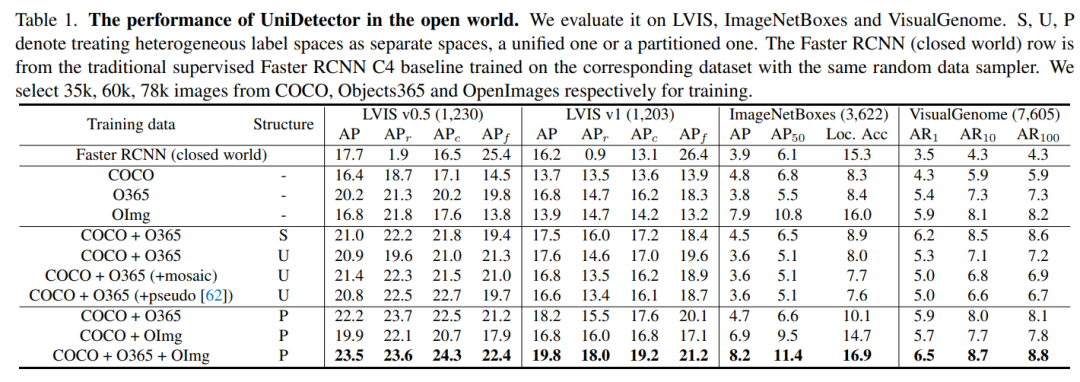 Table 1. The performance of UniDetector in the open world. We evaluate it on LVIS, ImageNetBoxes and VisualGenome. S, U, P
denote treating heterogeneous label spaces as separate spaces, a unified one or a partitioned one. The Faster RCNN (closed world) row is
from the traditional supervised Faster RCNN C4 baseline trained on the corresponding dataset with the same random data sampler. We
select 35k, 60k, 78k images from COCO, Objects365 and OpenImages respectively for training.
Training data Structure LVIS v0.5 (1,230) LVIS v1 (1,203) ImageNetBoxes (3,622) VisualGenome (7,605)
AP APr APc APf AP APr APc APf AP AP50 Loc. Acc AR1 AR10 AR100
Faster RCNN (closed world) 17.7 1.9 16.5 25.4 16.2 0.9 13.1 26.4 3.9 6.1 15.3 3.5 4.3 4.3
COCO - 16.4 18.7 17.1 14.5 13.7 13.5 13.6 13.9 4.8 6.8 8.3 4.3 5.9 5.9
O365 - 20.2 21.3 20.2 19.8 16.8 14.7 16.2 18.3 3.8 5.5 8.4 5.4 7.3 7.3
OImg - 16.8 21.8 17.6 13.8 13.9 14.7 14.2 13.2 7.9 10.8 16.0 5.9 8.1 8.2
COCO + O365 S 21.0 22.2 21.8 19.4 17.5 16.0 17.2 18.4 4.5 6.5 8.9 6.2 8.5 8.6
COCO + O365 U 20.9 19.6 21.0 21.3 17.6 14.6 17.0 19.6 3.6 5.1 8.0 5.3 7.1 7.2
COCO + O365 (+mosaic) U 21.4 22.3 21.5 21.0 16.8 13.5 16.2 18.9 3.6 5.1 7.7 5.0 6.8 6.9
COCO + O365 (+pseudo [62]) U 20.8 22.5 22.7 19.7 16.6 13.4 16.1 18.7 3.6 5.1 7.6 5.0 6.6 6.7
COCO + O365 P 22.2 23.7 22.5 21.2 18.2 15.5 17.6 20.1 4.7 6.6 10.1 5.9 8.0 8.1
COCO + OImg P 19.9 22.1 20.7 17.9 16.8 16.0 16.8 17.1 6.9 9.5 14.7 5.7 7.7 7.8
COCO + O365 + OImg P 23.5 23.6 24.3 22.4 19.8 18.0 19.2 21.2 8.2 11.4 16.9 6.5 8.7 8.8